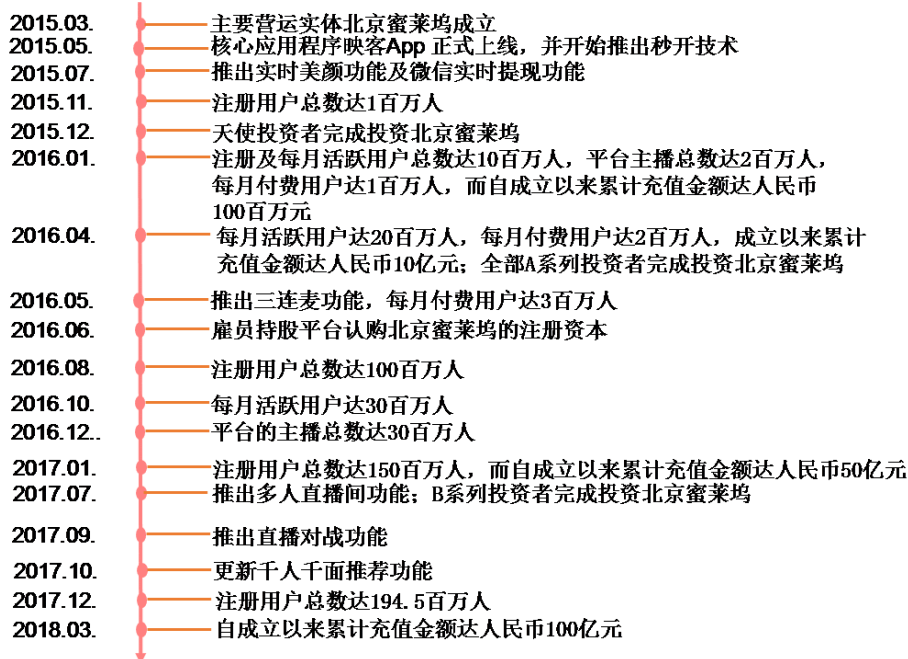 2015.03. 主要营运实体北京蜜莱坞成立
2015.05. 核心应用程序映客App 正式上线，并开始推出秒开技术
2015.07. 推出实时美颜功能及微信实时提现功能
2015.11. 注册用户总数达1百万人
2015.12. 天使投资者完成投资北京蜜莱坞
2016.01. 注册及每月活跃用户总数达10百万人，平台主播总数达2百万人，
每月付费用户达1百万人，而自成立以来累计充值金额达人民币
100百万元
2016.04. 每月活跃用户达20百万人，每月付费用户达2百万人，成立以来累计
充值金额达人民币10亿元；全部A系列投资者完成投资北京蜜莱坞
2016.05. 推出三连麦功能，每月付费用户达3百万人
2016.06. 雇员持股平台认购北京蜜莱坞的注册资本
2016.08. 注册用户总数达100百万人
2016.10. 每月活跃用户达30百万人
2016.12.. 平台的主播总数达30百万人
2017.01. 注册用户总数达150百万人，而自成立以来累计充值金额达人民币50亿元
2017.07. 推出多人直播间功能；B系列投资者完成投资北京蜜莱坞
2017.09. 推出直播对战功能
2017.10. 更新千人千面推荐功能
2017.12. 注册用户总数达194.5百万人
2018.03. 自成立以来累计充值金额达人民币100亿元